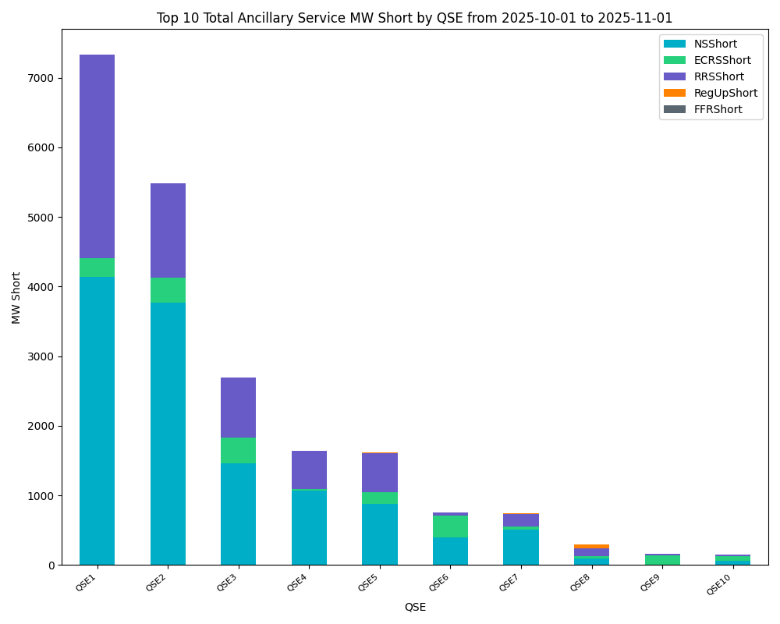 Top 10 Total Ancillary Service MW Short by QSE from 2025-10-01 to 2025-11-01
NSShort
ECRSShort
RRSShort
RegUpShort
FFRShort
7000
6000
5000
4000
3000
2000
1000
0
MW Short
QSE1
QSE2
QSE3
QSE4
QSE5
QSE6
QSE7
QSE8
QSE9
QSE10
QSE